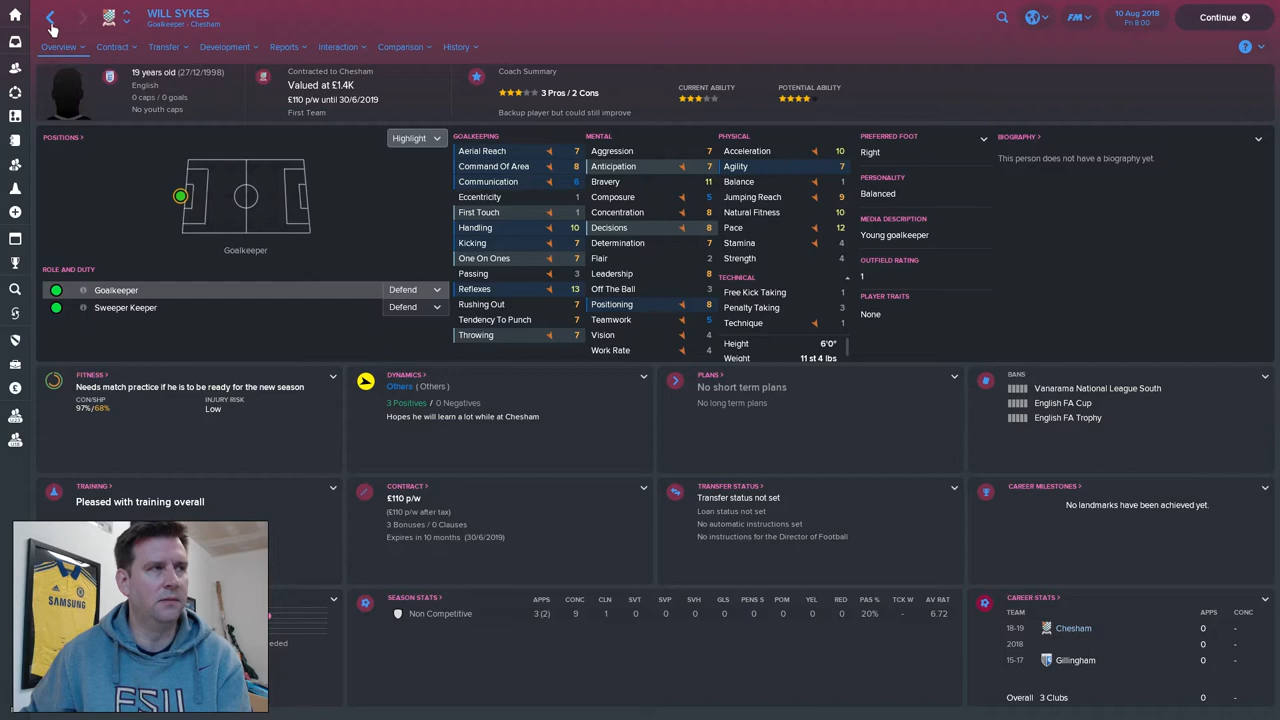 WILL SYKES
Goalkeeper - Chesham
FM
10 Aug 2018
Fri 8:00
Continue
Overview
Contract
Transfer
Development
Reports
Interaction
Comparison
History
?
19 years old (27/12/1998)
English
0 caps / 0 goals
No youth caps
Contracted to Chesham
Valued at £1.4K
£110 p/w until 30/6/2019
First Team
Coach Summary
3 Pros / 2 Cons
Backup player but could still improve
CURRENT ABILITY
POTENTIAL ABILITY
POSITIONS >
Highlight
Goalkeeper
ROLE AND DUTY
Goalkeeper Defend
Sweeper Keeper Defend
GOALKEEPING
Aerial Reach 7
Command Of Area 8
Communication 6
Eccentricity 1
First Touch 1
Handling 10
Kicking 7
One On Ones 7
Passing 3
Reflexes 13
Rushing Out 7
Tendency To Punch 7
Throwing 7
MENTAL
Aggression 7
Anticipation 7
Bravery 11
Composure 5
Concentration 8
Decisions 8
Determination 7
Flair 2
Leadership 8
Off The Ball 3
Positioning 8
Teamwork 5
Vision 4
Work Rate 4
PHYSICAL
Acceleration 10
Agility 7
Balance 1
Jumping Reach 9
Natural Fitness 10
Pace 12
Stamina 4
Strength 4
TECHNICAL
Free Kick Taking 1
Penalty Taking 3
Technique 1
Height 6'0"
Weight 11 st 4 lbs
PREFERRED FOOT
Right
PERSONALITY
Balanced
MEDIA DESCRIPTION
Young goalkeeper
OUTFIELD RATING
1
PLAYER TRAITS
None
BIOGRAPHY >
This person does not have a biography yet.
FITNESS >
Needs match practice if he is to be ready for the new season
CON/SHP
97%/68%
INJURY RISK
Low
DYNAMICS >
Others ( Others )
3 Positives / 0 Negatives
Hopes he will learn a lot while at Chesham
PLANS >
No short term plans
No long term plans
BANS
Vanarama National League South
English FA Cup
English FA Trophy
TRAINING >
Pleased with training overall
CONTRACT >
£110 p/w
(£110 p/w after tax)
3 Bonuses / 0 Clauses
Expires in 10 months (30/6/2019)
TRANSFER STATUS >
Transfer status not set
Loan status not set
No automatic instructions set
No instructions for the Director of Football
CAREER MILESTONES >
No landmarks have been achieved yet.
eded
SEASON STATS > APPS CONC CLN SVT SVP SVH GLS PENS S POM YEL RED PAS % TCK W AV RAT
Non Competitive 3 (2) 9 1 0 0 0 0 0 0 0 0 20% - 6.72
CAREER STATS >
TEAM APPS CONC
18-19 Chesham 0 -
2018 0 -
15-17 Gillingham 0 -
Overall 3 Clubs 0 -
SAMSUNG